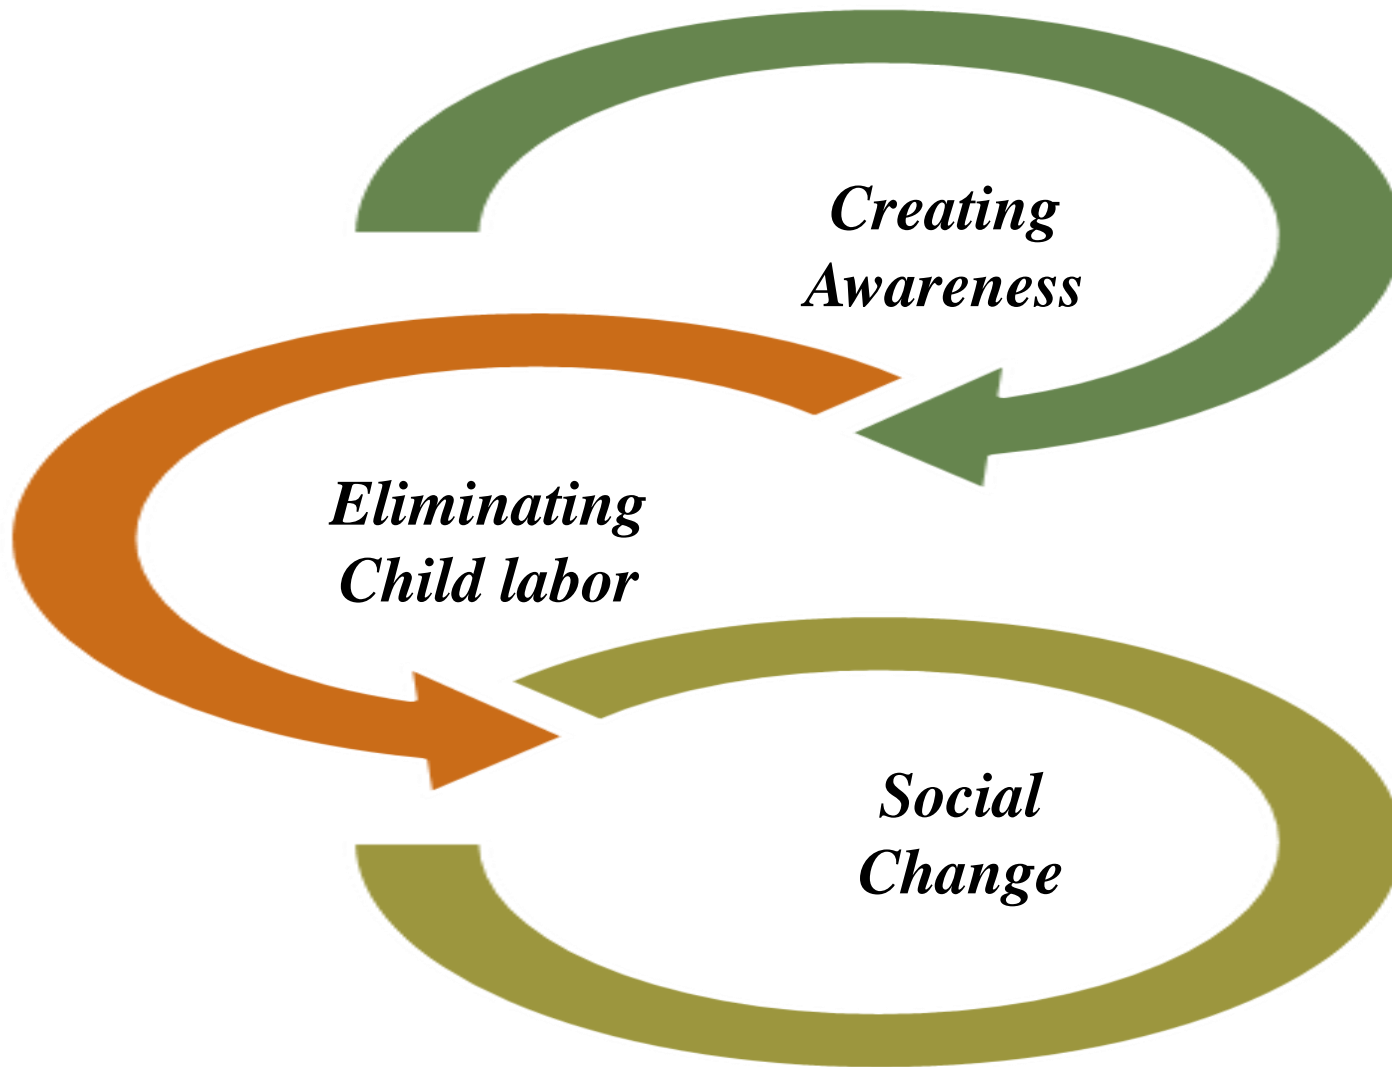 Creating
Awareness
Eliminating
Child labor
Social
Change